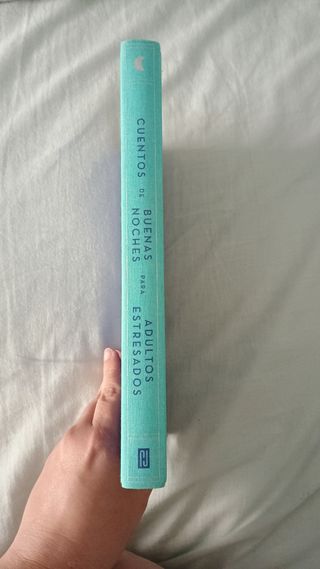 CUENTOS
DE
BUENAS
NOCHES
PARA
ADULTOS
ESTRESADOS